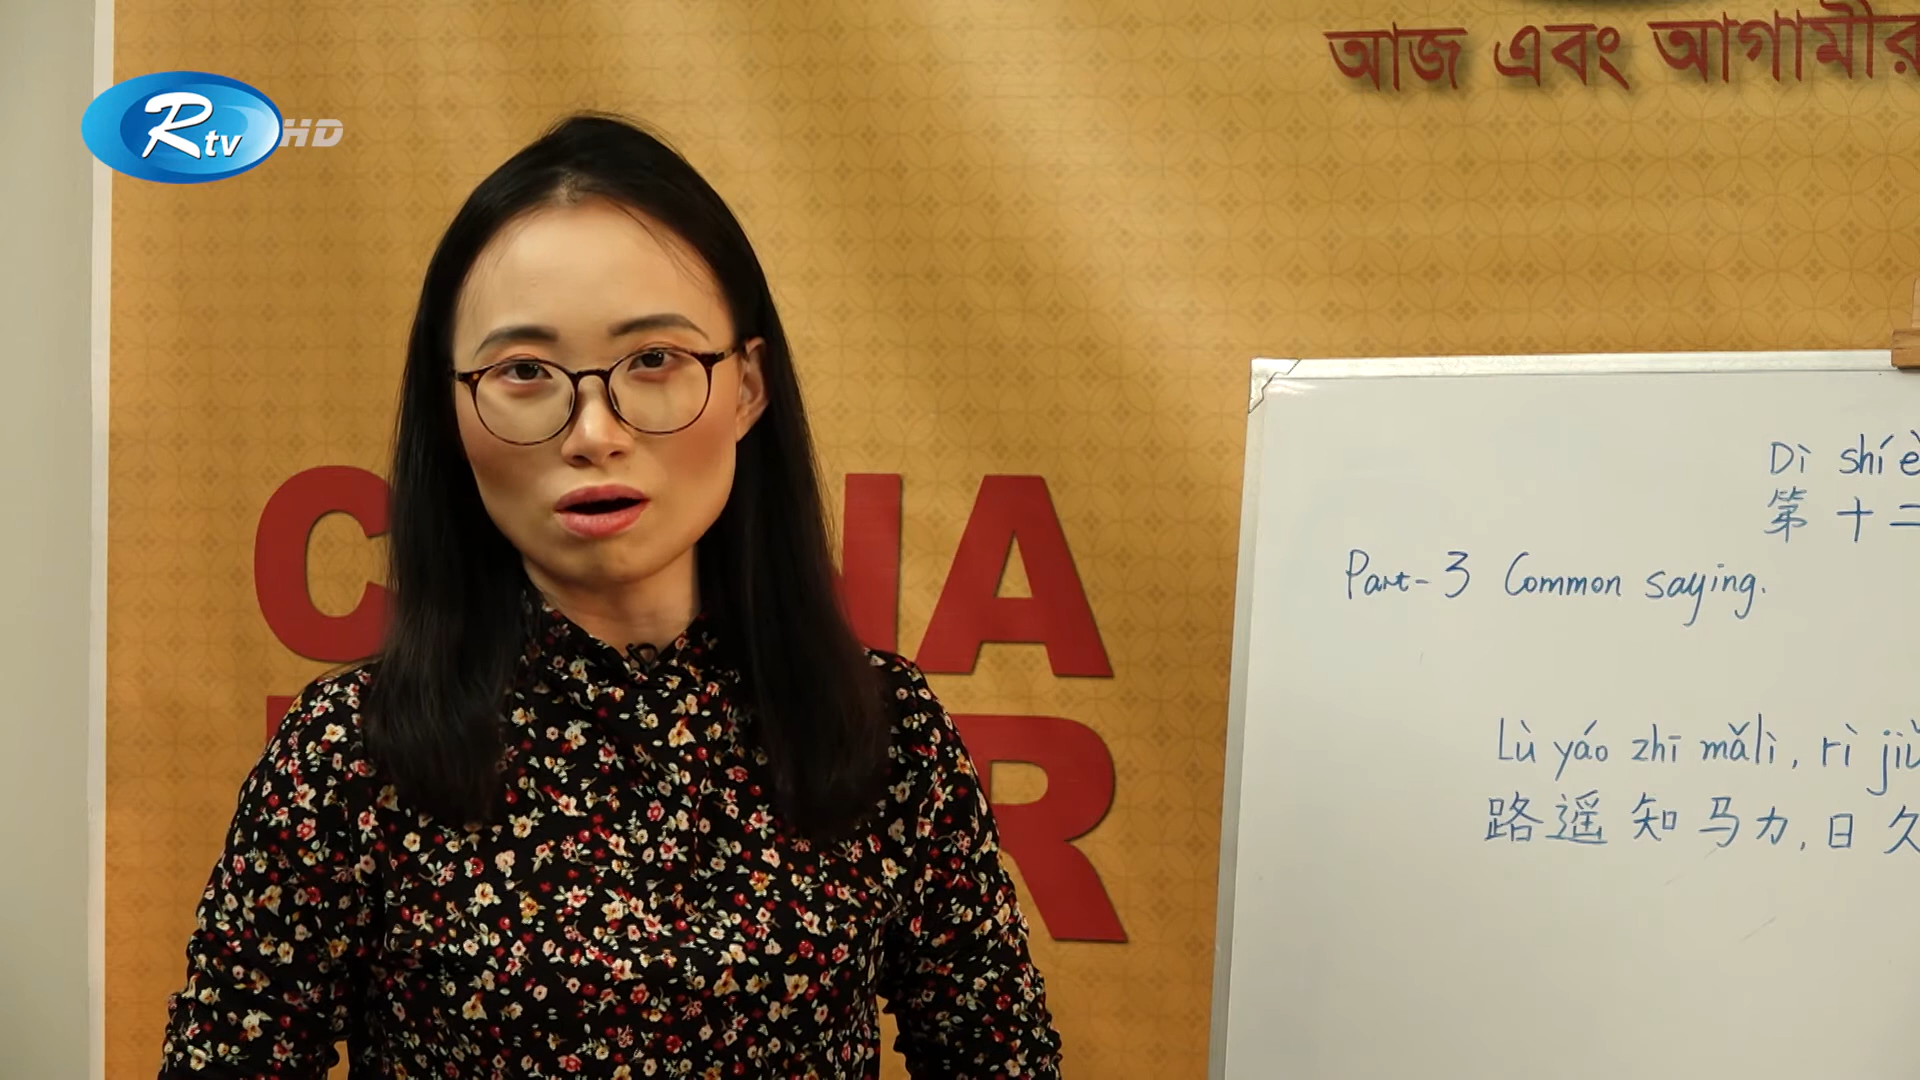 আজ এবং আগামীর
Rtv HD
Dì shí è
第十二
Part-3 Common saying.
Lù yáo zhī mǎlì, rì jiǔ
路遥知马力,日久